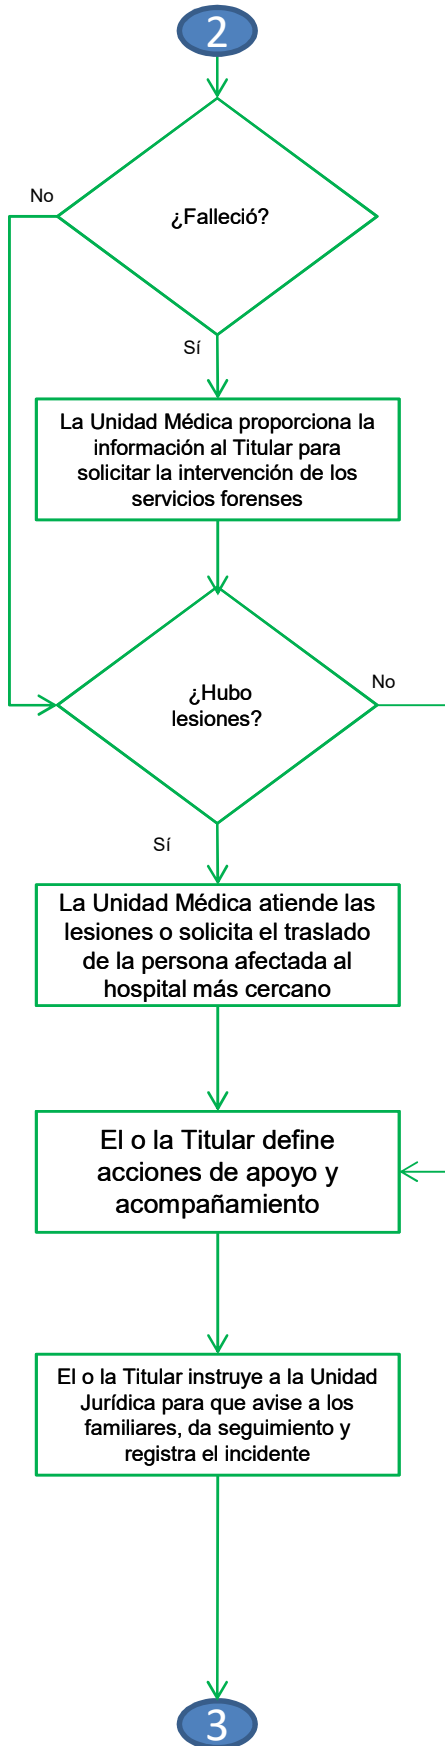 2
No
¿Falleció?
Sí
La Unidad Médica proporciona la
información al Titular para
solicitar la intervención de los
servicios forenses
¿Hubo
lesiones?
No
Sí
La Unidad Médica atiende las
lesiones o solicita el traslado
de la persona afectada al
hospital más cercano
El o la Titular define
acciones de apoyo y
acompañamiento
El o la Titular instruye a la Unidad
Jurídica para que avise a los
familiares, da seguimiento y
registra el incidente
3